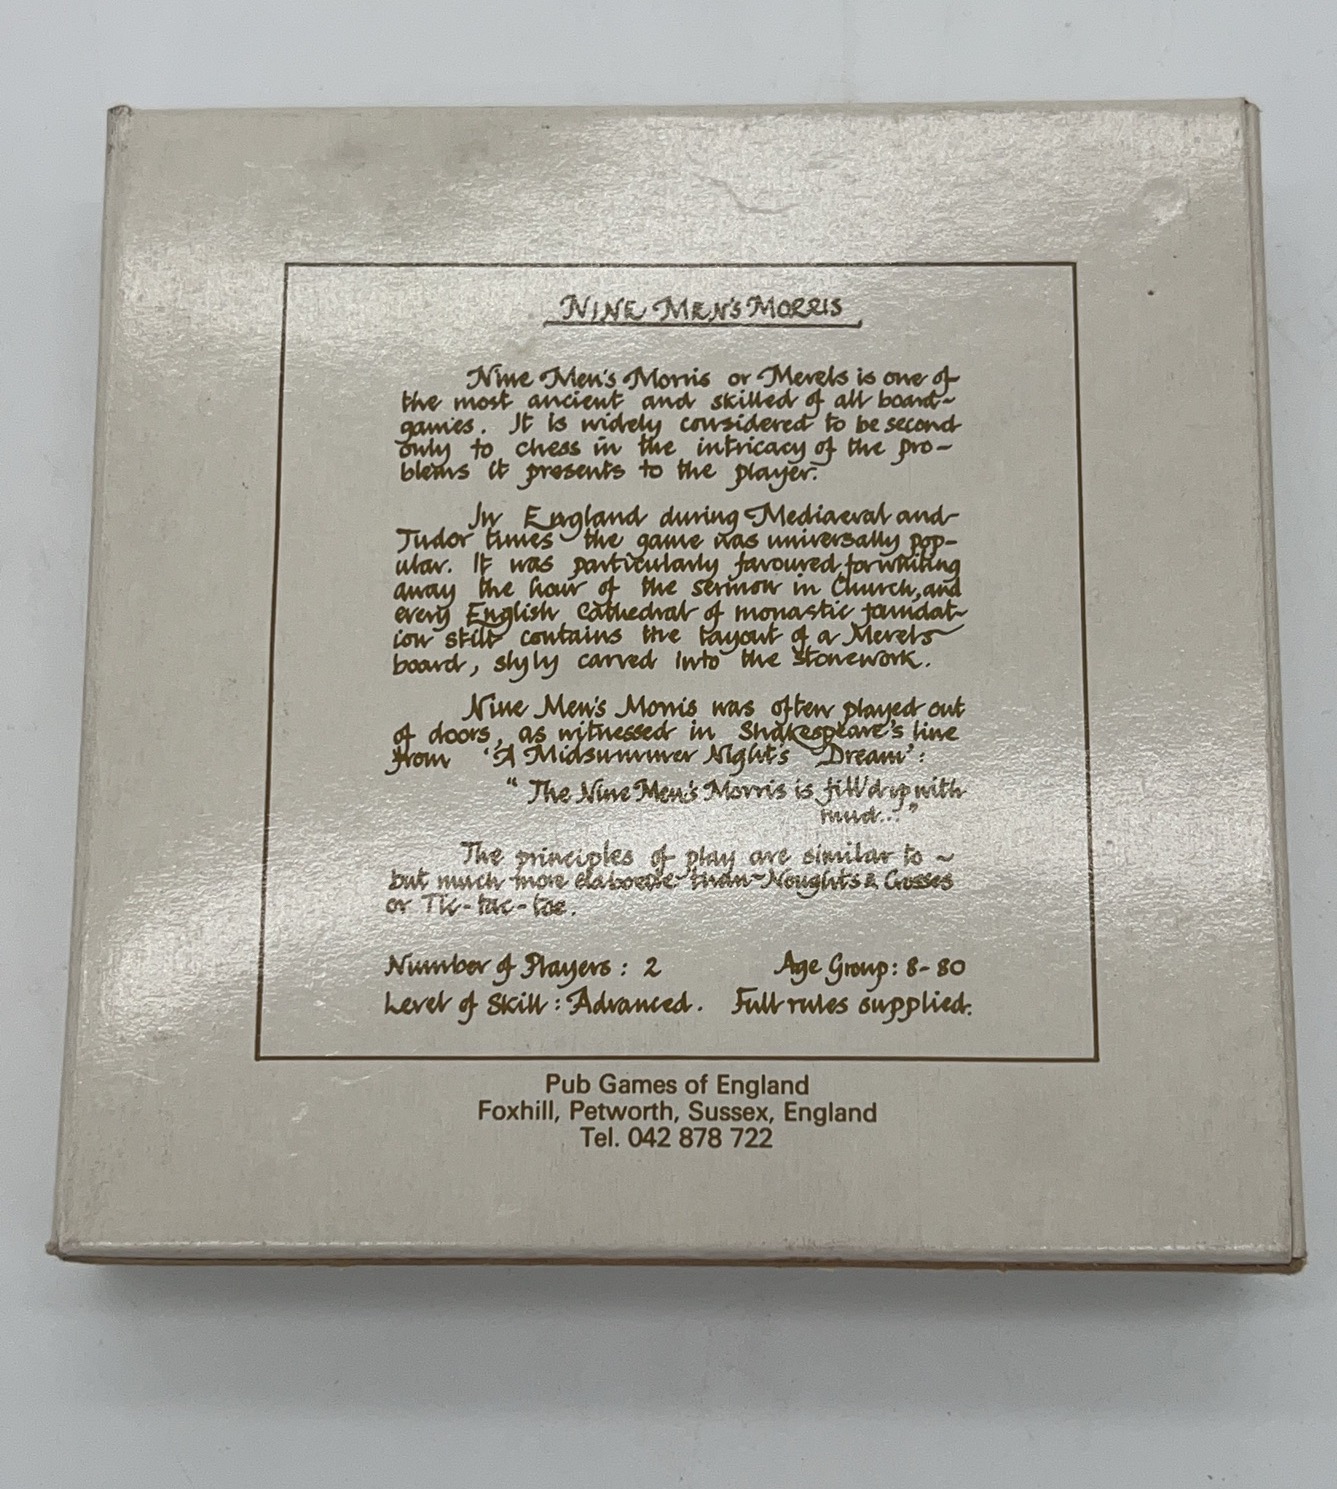 NINE MEN'S MORRIS
Nine Men's Morris or Merels is one of
the most ancient and skilled of all board-
games. It is widely considered to be second
only to chess in the intricacy of the pro-
blems it presents to the player.
In England during Mediaeval and
Tudor times the game was universally pop-
ular. It was particularly favoured for whiling
away the hour of the sermon in Church, and
every English Cathedral of monastic foundat-
ion still contains the layout of a Merels
board, slyly carved into the stonework.
Nine Men's Morris was often played out
of doors, as witnessed in Shakespeare's line
from 'A Midsummer Night's Dream':
"The Nine Men's Morris is fill'd up with
mud..."
The principles of play are similar to ~
but much more elaborate than ~ Noughts & Crosses
or Tic-tac-toe.
Number of Players: 2 Age Group: 8-80
Level of Skill: Advanced. Full rules supplied.
Pub Games of England
Foxhill, Petworth, Sussex, England
Tel. 042 878 722